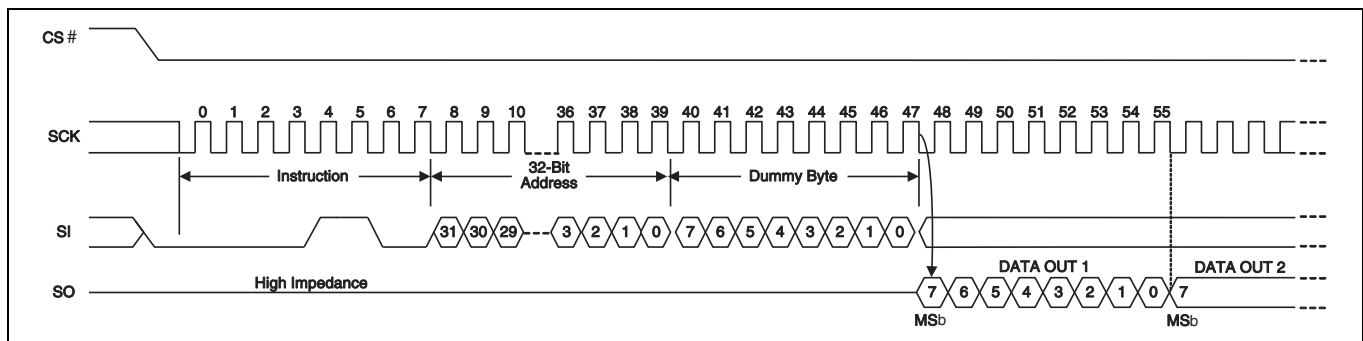 CS#
0 1 2 3 4 5 6 7 8 9 10 36 37 38 39 40 41 42 43 44 45 46 47 48 49 50 51 52 53 54 55
SCK
Instruction
32-Bit
Address
Dummy Byte
SI
31 30 29 3 2 1 0 7 6 5 4 3 2 1 0
DATA OUT 1
DATA OUT 2
High Impedance
SO
7 6 5 4 3 2 1 0 7
MSb
MSb